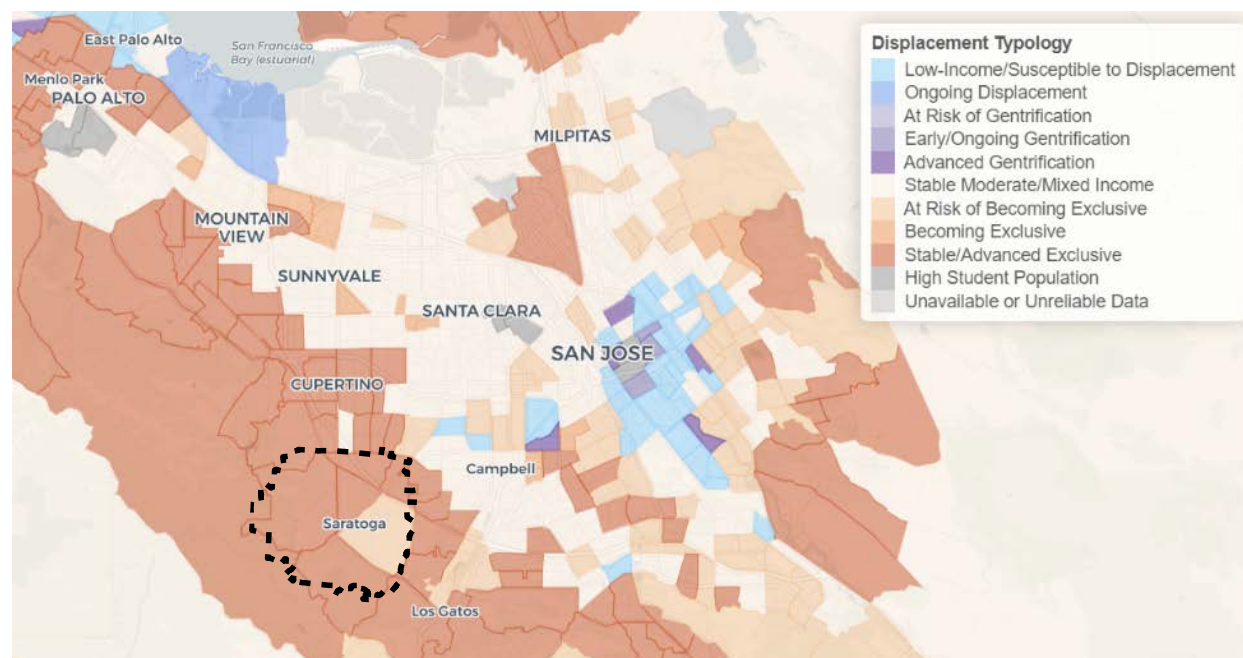 East Palo Alto
San Francisco
Bay (estuarial)
Menlo Park
PALO ALTO
MILPITAS
MOUNTAIN
VIEW
SUNNYVALE
SANTA CLARA
SAN JOSE
CUPERTINO
Campbell
Saratoga
Los Gatos
Displacement Typology
Low-Income/Susceptible to Displacement
Ongoing Displacement
At Risk of Gentrification
Early/Ongoing Gentrification
Advanced Gentrification
Stable Moderate/Mixed Income
At Risk of Becoming Exclusive
Becoming Exclusive
Stable/Advanced Exclusive
High Student Population
Unavailable or Unreliable Data